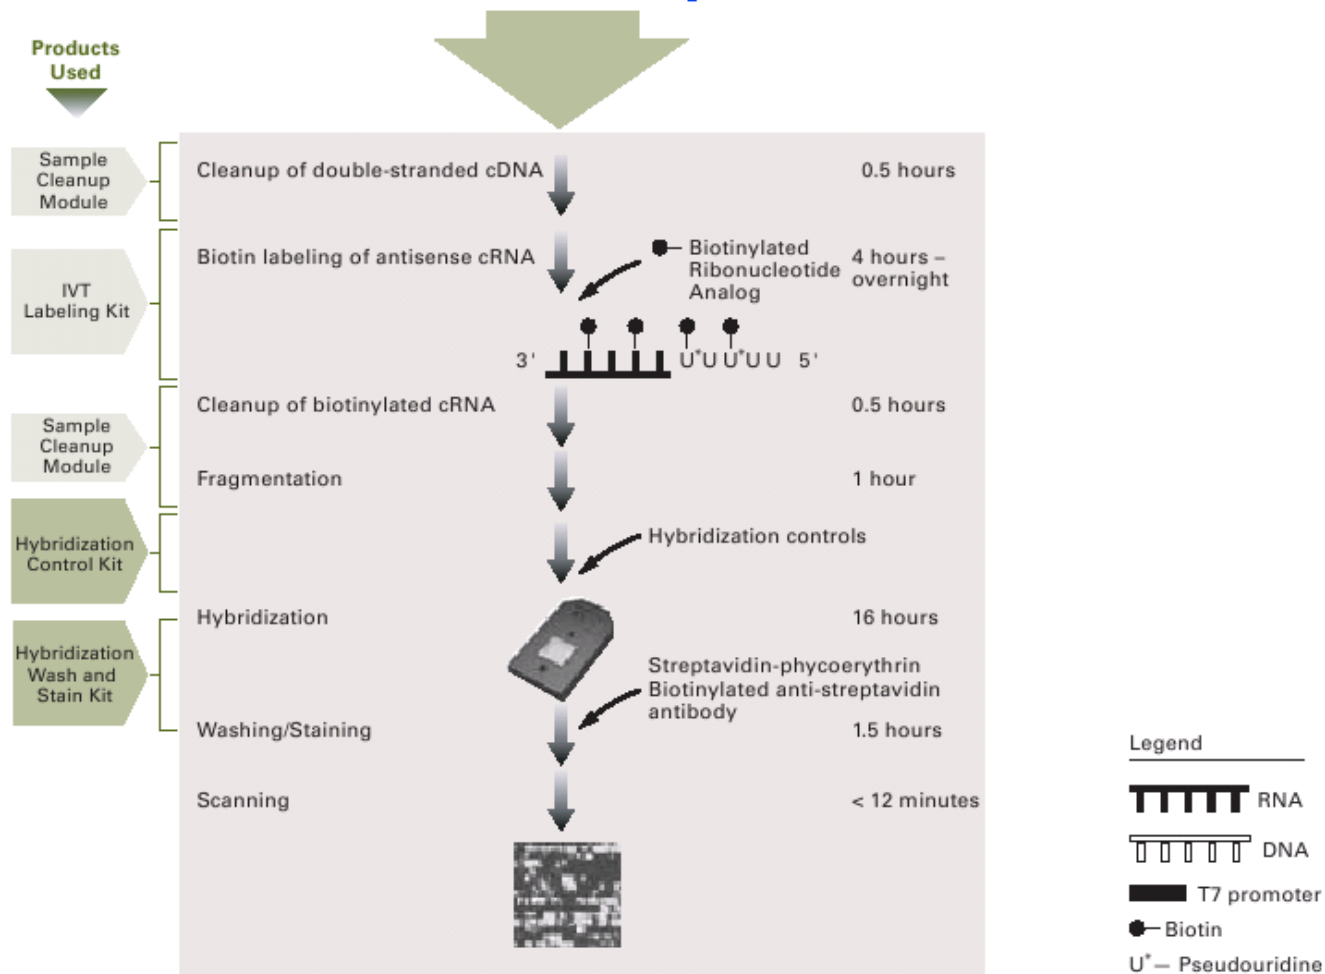 Products
Used
Sample
Cleanup
Module
Cleanup of double-stranded cDNA
0.5 hours
IVT
Labeling Kit
Biotin labeling of antisense cRNA
Biotinylated
Ribonucleotide
Analog
4 hours –
overnight
3' U*U U*U U 5'
Sample
Cleanup
Module
Cleanup of biotinylated cRNA
0.5 hours
Fragmentation
1 hour
Hybridization
Control Kit
Hybridization controls
Hybridization
Wash and
Stain Kit
Hybridization
16 hours
Streptavidin-phycoerythrin
Biotinylated anti-streptavidin
antibody
Washing/Staining
1.5 hours
Scanning
< 12 minutes
Legend
RNA
DNA
T7 promoter
Biotin
U*— Pseudouridine